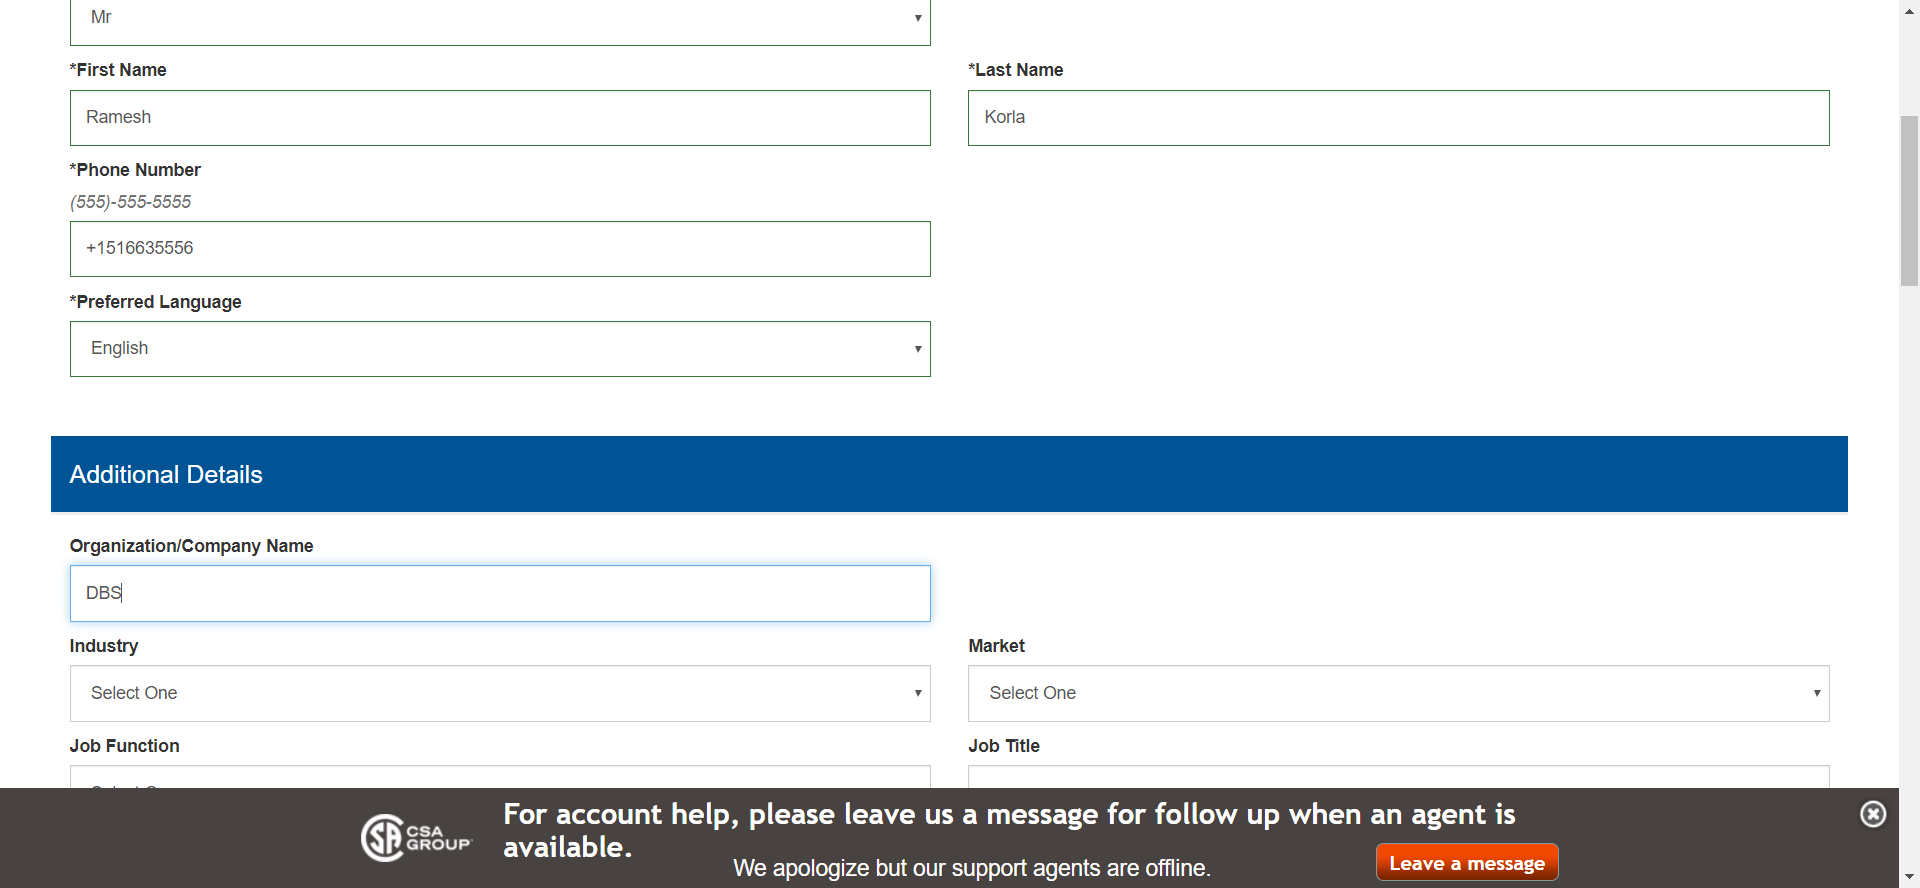 Mr
*First Name
*Last Name
Ramesh
Korla
*Phone Number
(555)-555-5555
+1516635556
*Preferred Language
English
Additional Details
Organization/Company Name
DBS
Industry
Market
Select One
Select One
Job Function
Job Title
CSA
GROUP
For account help, please leave us a message for follow up when an agent is
available.
We apologize but our support agents are offline.
Leave a message